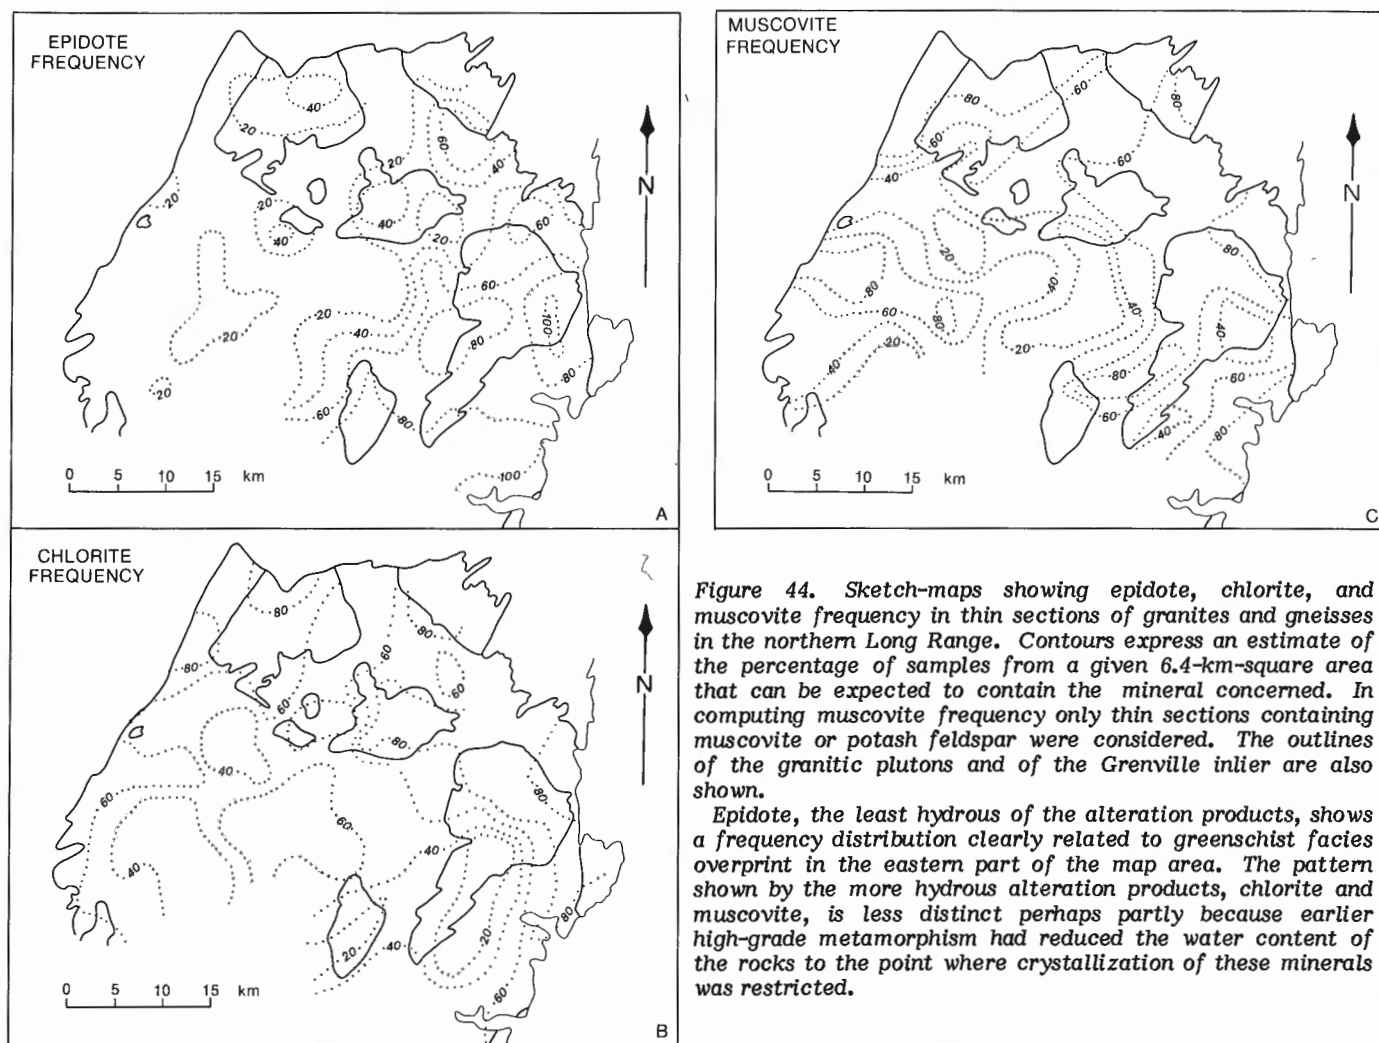 EPIDOTE
FREQUENCY
40
20
60
20
40
20
20
40
40
20
60
60
100
20
20
40
80
20
80
20
60
80
100
N
0 5 10 15 km
A
MUSCOVITE
FREQUENCY
80
60
80
60
40
60
20
80
80
40
60
80
40
40
20
20
40
80
60
60
40
80
N
0 5 10 15 km
C
CHLORITE
FREQUENCY
80
80
60
80
60
60
80
40
60
80
60
40
40
80
20
20
40
60
N
0 5 10 15 km
B
Figure 44. Sketch-maps showing epidote, chlorite, and
muscovite frequency in thin sections of granites and gneisses
in the northern Long Range. Contours express an estimate of
the percentage of samples from a given 6.4-km-square area
that can be expected to contain the mineral concerned. In
computing muscovite frequency only thin sections containing
muscovite or potash feldspar were considered. The outlines
of the granitic plutons and of the Grenville inlier are also
shown.
Epidote, the least hydrous of the alteration products, shows
a frequency distribution clearly related to greenschist facies
overprint in the eastern part of the map area. The pattern
shown by the more hydrous alteration products, chlorite and
muscovite, is less distinct perhaps partly because earlier
high-grade metamorphism had reduced the water content of
the rocks to the point where crystallization of these minerals
was restricted.